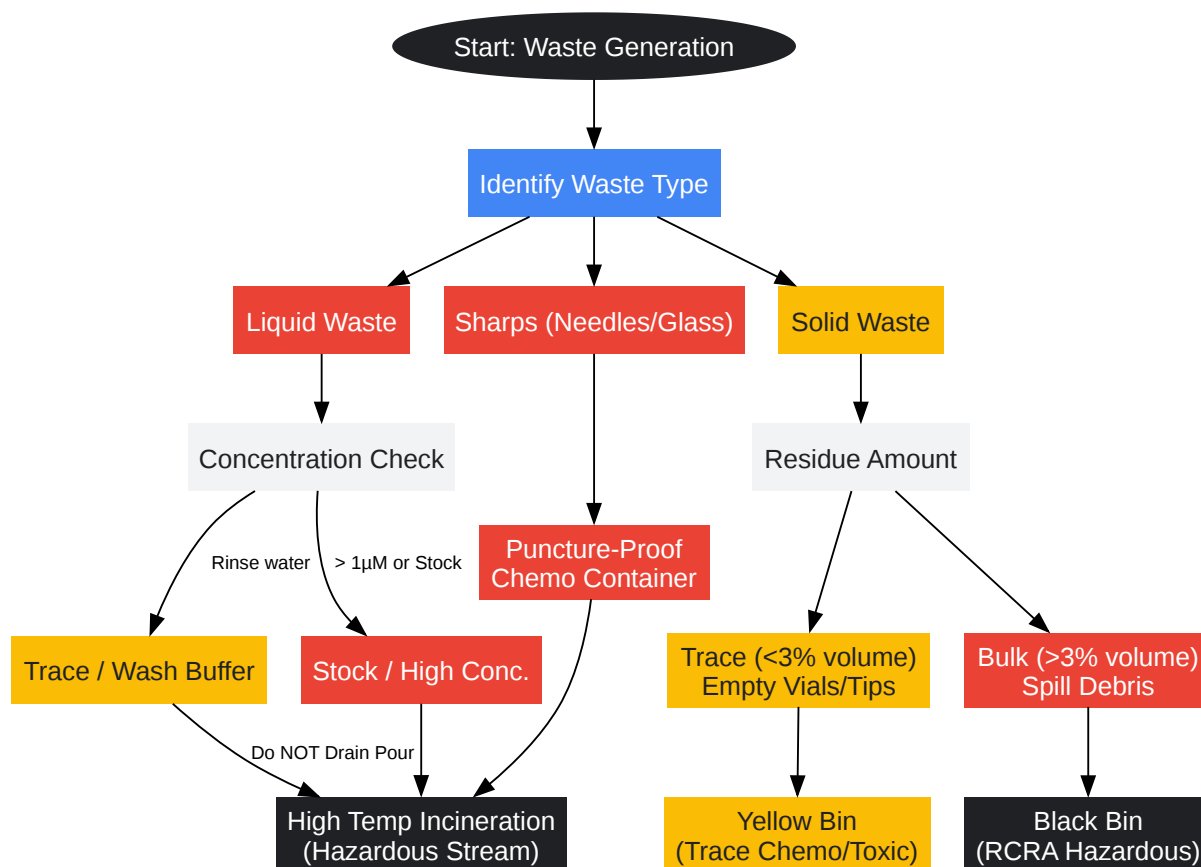 Start: Waste Generation
Identify Waste Type
Liquid Waste
Sharps (Needles/Glass)
Solid Waste
Concentration Check
Residue Amount
Rinse water
> 1µM or Stock
Puncture-Proof
Chemo Container
Trace / Wash Buffer
Stock / High Conc.
Trace (<3% volume)
Empty Vials/Tips
Bulk (>3% volume)
Spill Debris
Do NOT Drain Pour
High Temp Incineration
(Hazardous Stream)
Yellow Bin
(Trace Chemo/Toxic)
Black Bin
(RCRA Hazardous)